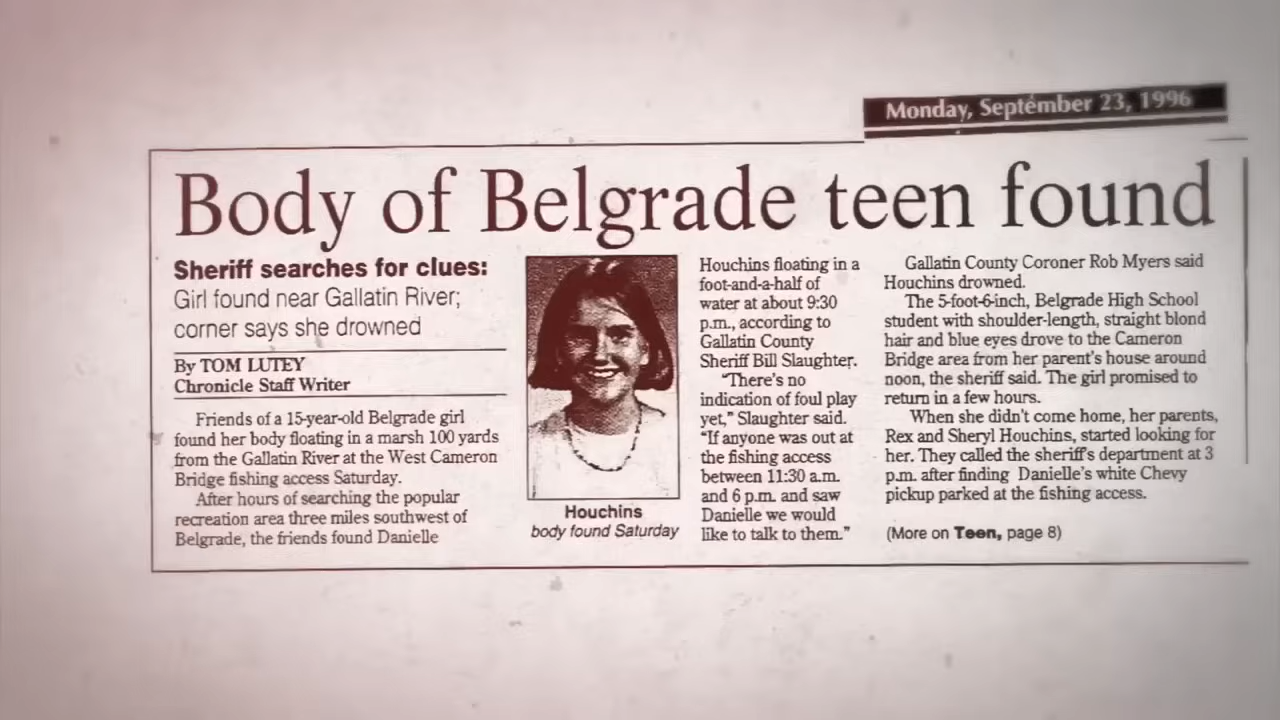 Monday, September 23, 1996
Body of Belgrade teen found
Sheriff searches for clues:
Girl found near Gallatin River;
corner says she drowned
By TOM LUTEY
Chronicle Staff Writer
Friends of a 15-year-old Belgrade girl
found her body floating in a marsh 100 yards
from the Gallatin River at the West Cameron
Bridge fishing access Saturday.
After hours of searching the popular
recreation area three miles southwest of
Belgrade, the friends found Danielle
Houchins
body found Saturday
Houchins floating in a
foot-and-a-half of
water at about 9:30
p.m., according to
Gallatin County
Sheriff Bill Slaughter.
"There's no
indication of foul play
yet," Slaughter said.
"If anyone was out at
the fishing access
between 11:30 a.m.
and 6 p.m. and saw
Danielle we would
like to talk to them."
Gallatin County Coroner Rob Myers said
Houchins drowned.
The 5-foot-6-inch, Belgrade High School
student with shoulder-length, straight blond
hair and blue eyes drove to the Cameron
Bridge area from her parent's house around
noon, the sheriff said. The girl promised to
return in a few hours.
When she didn't come home, her parents,
Rex and Sheryl Houchins, started looking for
her. They called the sheriff's department at 3
p.m. after finding Danielle's white Chevy
pickup parked at the fishing access.
(More on Teen, page 8)